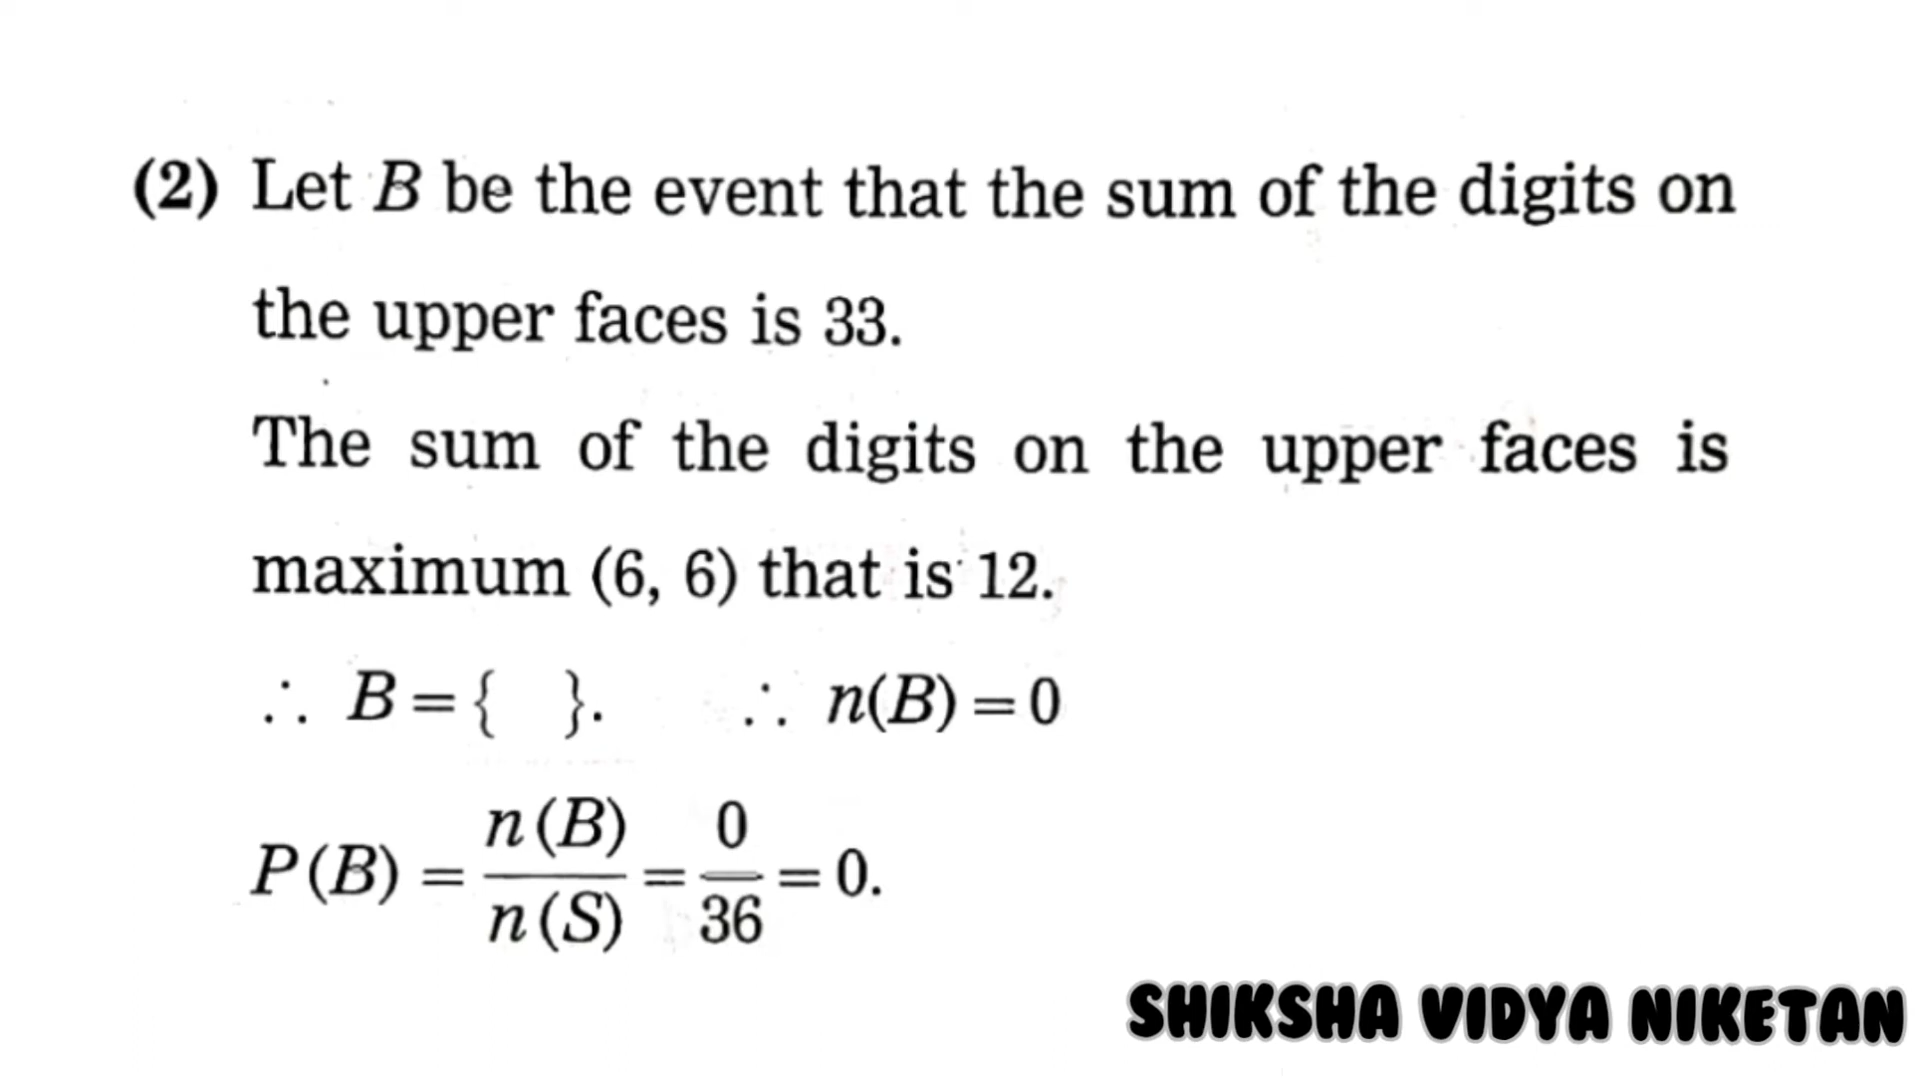 (2) Let B be the event that the sum of the digits on
the upper faces is 33.
The sum of the digits on the upper faces is
maximum (6, 6) that is 12.
∴ B = { }. ∴ n(B) = 0
P(B) = n(B)/n(S) = 0/36 = 0.
SHIKSHA VIDYA NIKETAN